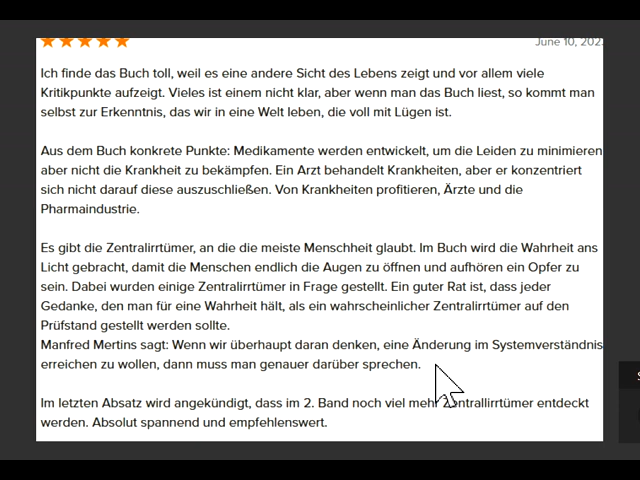 June 10, 202
Ich finde das Buch toll, weil es eine andere Sicht des Lebens zeigt und vor allem viele
Kritikpunkte aufzeigt. Vieles ist einem nicht klar, aber wenn man das Buch liest, so kommt man
selbst zur Erkenntnis, das wir in eine Welt leben, die voll mit Lügen ist.
Aus dem Buch konkrete Punkte: Medikamente werden entwickelt, um die Leiden zu minimieren
aber nicht die Krankheit zu bekämpfen. Ein Arzt behandelt Krankheiten, aber er konzentriert
sich nicht darauf diese auszuschließen. Von Krankheiten profitieren, Ärzte und die
Pharmaindustrie.
Es gibt die Zentralirrtümer, an die die meiste Menschheit glaubt. Im Buch wird die Wahrheit ans
Licht gebracht, damit die Menschen endlich die Augen zu öffnen und aufhören ein Opfer zu
sein. Dabei wurden einige Zentralirrtümer in Frage gestellt. Ein guter Rat ist, dass jeder
Gedanke, den man für eine Wahrheit hält, als ein wahrscheinlicher Zentralirrtümer auf den
Prüfstand gestellt werden sollte.
Manfred Mertins sagt: Wenn wir überhaupt daran denken, eine Änderung im Systemverständnis
erreichen zu wollen, dann muss man genauer darüber sprechen.
Im letzten Absatz wird angekündigt, dass im 2. Band noch viel mehr Zentrallirrtümer entdeckt
werden. Absolut spannend und empfehlenswert.